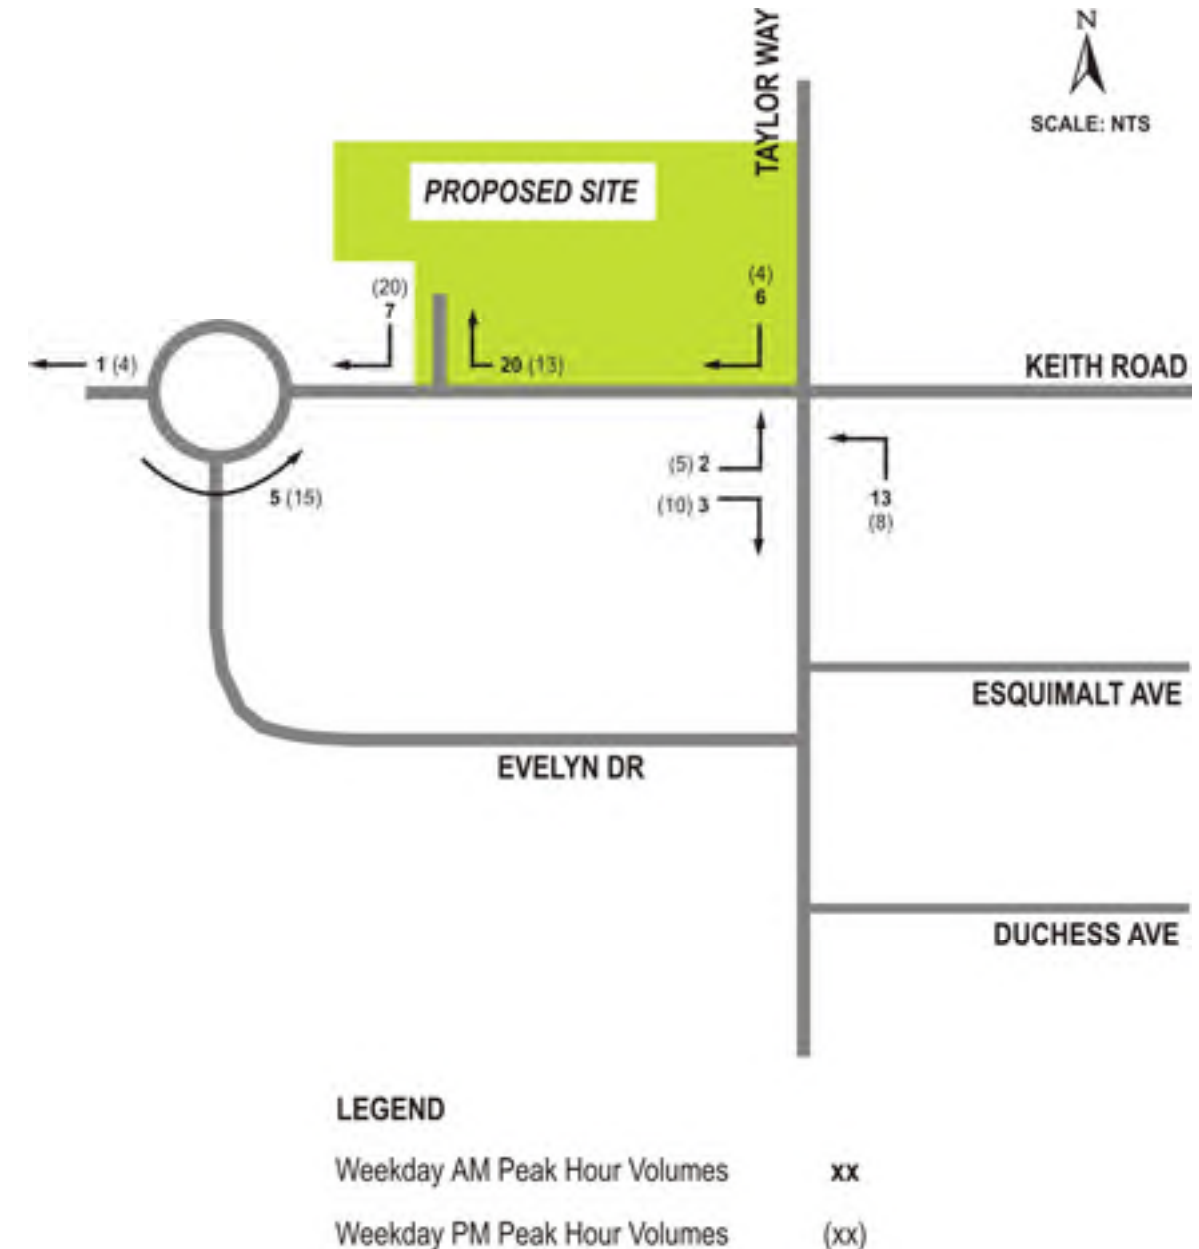 N
SCALE: NTS
TAYLOR WAY
PROPOSED SITE
(4)
6
(20)
7
1 (4)
20 (13)
KEITH ROAD
(5) 2
(10) 3
13
(8)
5 (15)
ESQUIMALT AVE
EVELYN DR
DUCHESS AVE
LEGEND
Weekday AM Peak Hour Volumes xx
Weekday PM Peak Hour Volumes (xx)